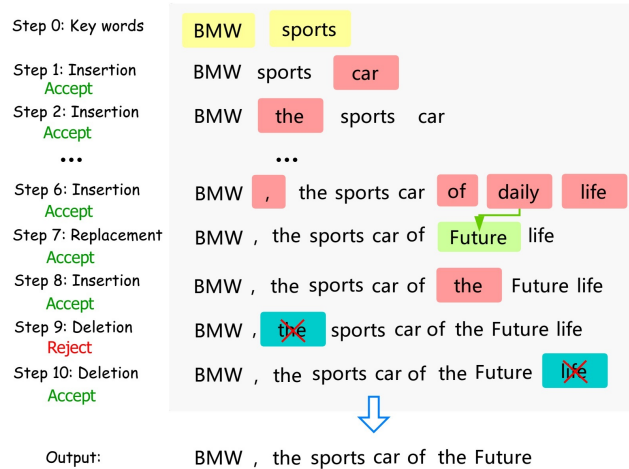 Step 0: Key words BMW sports
Step 1: Insertion BMW sports car
Accept
Step 2: Insertion BMW the sports car
Accept
... ...
Step 6: Insertion BMW , the sports car of daily life
Accept
Step 7: Replacement BMW , the sports car of Future life
Accept
Step 8: Insertion BMW , the sports car of the Future life
Accept
Step 9: Deletion BMW , the sports car of the Future life
Reject
Step 10: Deletion BMW , the sports car of the Future life
Accept
Output: BMW , the sports car of the Future